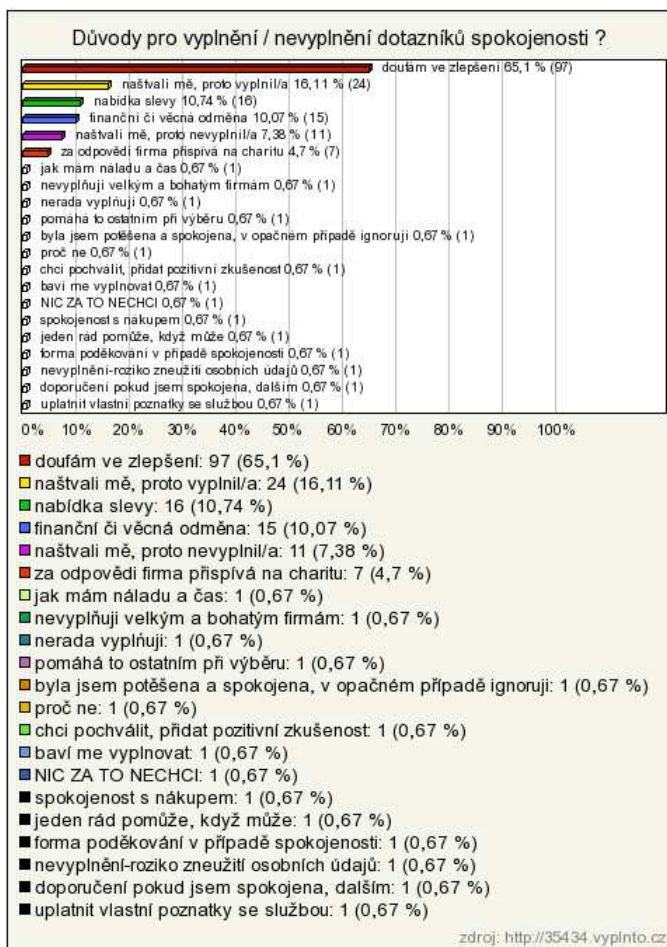 Důvody pro vyplnění / nevyplnění dotazníků spokojenosti ?
doufám ve zlepšení 65,1 % (97)
naštvali mě, proto vyplnil/a 16,11 % (24)
nabídka slevy 10,74 % (16)
finanční či věcná odměna 10,07 % (15)
naštvali mě, proto nevyplnil/a 7,38 % (11)
za odpovědi firma přispívá na charitu 4,7 % (7)
jak mám náladu a čas 0,67 % (1)
nevyplňuji velkým a bohatým firmám 0,67 % (1)
nerada vyplňuji 0,67 % (1)
pomáhá to ostatním při výběru 0,67 % (1)
byla jsem potěšena a spokojena, v opačném případě ignoruji 0,67 % (1)
proč ne 0,67 % (1)
chci pochválit, přidat pozitivní zkušenost 0,67 % (1)
baví me vyplnovat 0,67 % (1)
NIC ZA TO NECHCI 0,67 % (1)
spokojenost s nákupem 0,67 % (1)
jeden rád pomůže, když může 0,67 % (1)
forma poděkování v případě spokojenosti 0,67 % (1)
nevyplnění-roziko zneužití osobních údajů 0,67 % (1)
doporučení pokud jsem spokojena, dalším 0,67 % (1)
uplatnit vlastní poznatky se službou 0,67 % (1)
0% 10% 20% 30% 40% 50% 60% 70% 80% 90% 100%
doufám ve zlepšení: 97 (65,1 %)
naštvali mě, proto vyplnil/a: 24 (16,11 %)
nabídka slevy: 16 (10,74 %)
finanční či věcná odměna: 15 (10,07 %)
naštvali mě, proto nevyplnil/a: 11 (7,38 %)
za odpovědi firma přispívá na charitu: 7 (4,7 %)
jak mám náladu a čas: 1 (0,67 %)
nevyplňuji velkým a bohatým firmám: 1 (0,67 %)
nerada vyplňuji: 1 (0,67 %)
pomáhá to ostatním při výběru: 1 (0,67 %)
byla jsem potěšena a spokojena, v opačném případě ignoruji: 1 (0,67 %)
proč ne: 1 (0,67 %)
chci pochválit, přidat pozitivní zkušenost: 1 (0,67 %)
baví me vyplnovat: 1 (0,67 %)
NIC ZA TO NECHCI: 1 (0,67 %)
spokojenost s nákupem: 1 (0,67 %)
jeden rád pomůže, když může: 1 (0,67 %)
forma poděkování v případě spokojenosti: 1 (0,67 %)
nevyplnění-roziko zneužití osobních údajů: 1 (0,67 %)
doporučení pokud jsem spokojena, dalším: 1 (0,67 %)
uplatnit vlastní poznatky se službou: 1 (0,67 %)
zdroj: http://35434.vyplnto.cz